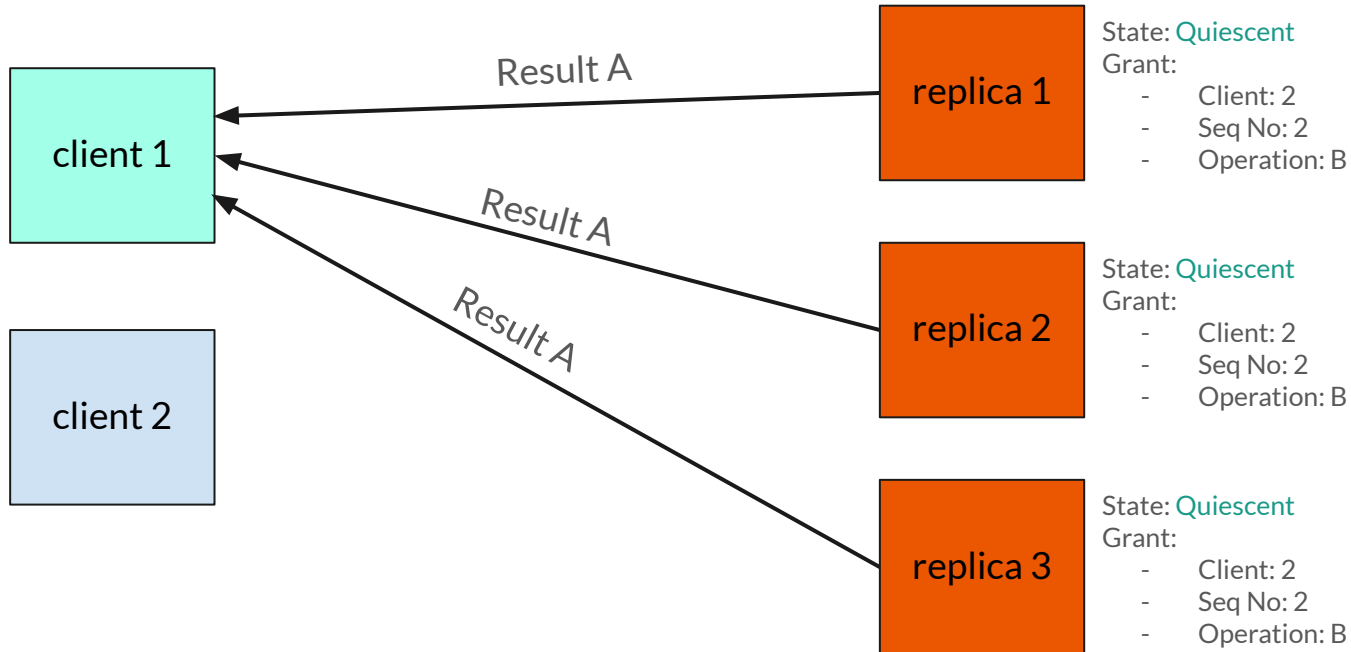 client 1
client 2
Result A
Result A
Result A
replica 1
State: Quiescent
Grant:
- Client: 2
- Seq No: 2
- Operation: B
replica 2
State: Quiescent
Grant:
- Client: 2
- Seq No: 2
- Operation: B
replica 3
State: Quiescent
Grant:
- Client: 2
- Seq No: 2
- Operation: B